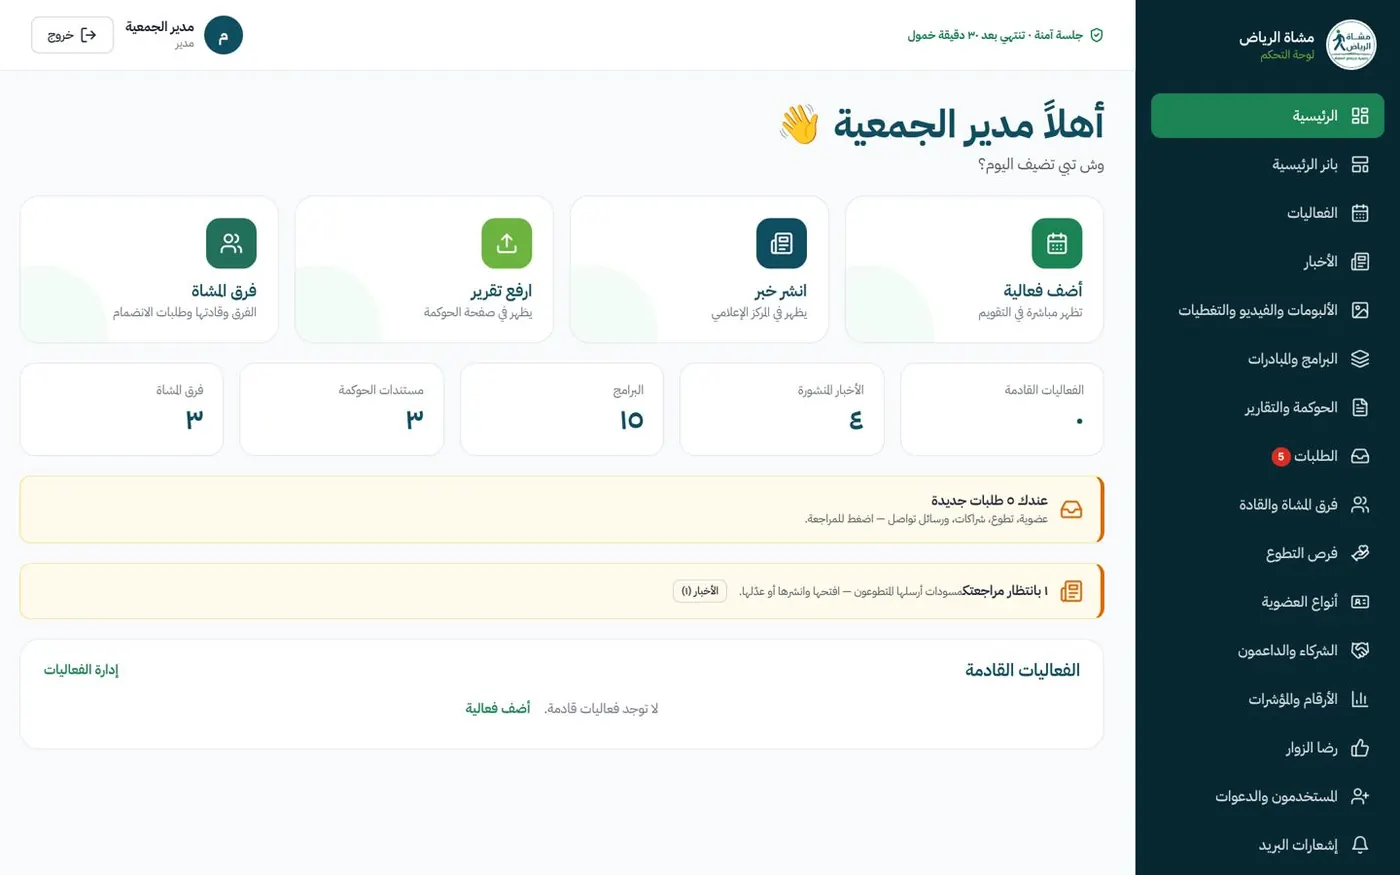 مشاة الرياض
لوحة التحكم
مشاة
الرياض
الرئيسية
بانر الرئيسية
الفعاليات
الأخبار
الألبومات والفيديو والتغطيات
البرامج والمبادرات
الحوكمة والتقارير
الطلبات 5
فرق المشاة والقادة
فرص التطوع
أنواع العضوية
الشركاء والداعمون
الأرقام والمؤشرات
رضا الزوار
المستخدمون والدعوات
إشعارات البريد
جلسة آمنة · تنتهي بعد ٣٠ دقيقة خمول
م
مدير الجمعية
مدير
خروج
أهلاً مدير الجمعية 👋
وش تبي تضيف اليوم؟
أضف فعالية
تظهر مباشرة في التقويم
انشر خبر
يظهر في المركز الإعلامي
ارفع تقرير
يظهر في صفحة الحوكمة
فرق المشاة
الفرق وقادتها وطلبات الانضمام
الفعاليات القادمة
٠
الأخبار المنشورة
٤
البرامج
١٥
مستندات الحوكمة
٣
فرق المشاة
٣
عندك ٥ طلبات جديدة
عضوية، تطوع، شراكات، ورسائل تواصل — اضغط للمراجعة.
١ بانتظار مراجعتك مسودات أرسلها المتطوعون — افتحها وانشرها أو عدّلها. الأخبار (١)
الفعاليات القادمة
إدارة الفعاليات
لا توجد فعاليات قادمة. أضف فعالية